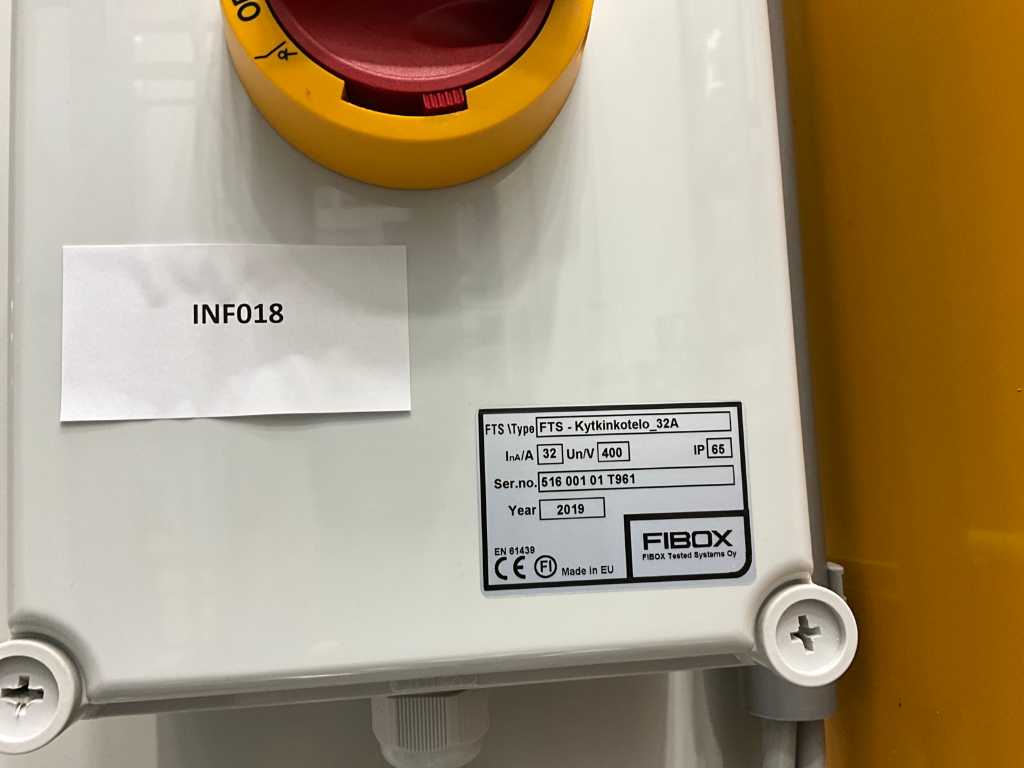 INF018
FTS \Type FTS - Kytkinkotelo_32A
InA/A 32 Un/V 400 IP 65
Ser.no. 516 001 01 T961
Year 2019
EN 61439
CE FI Made in EU
FIBOX
FIBOX Tested Systems Oy